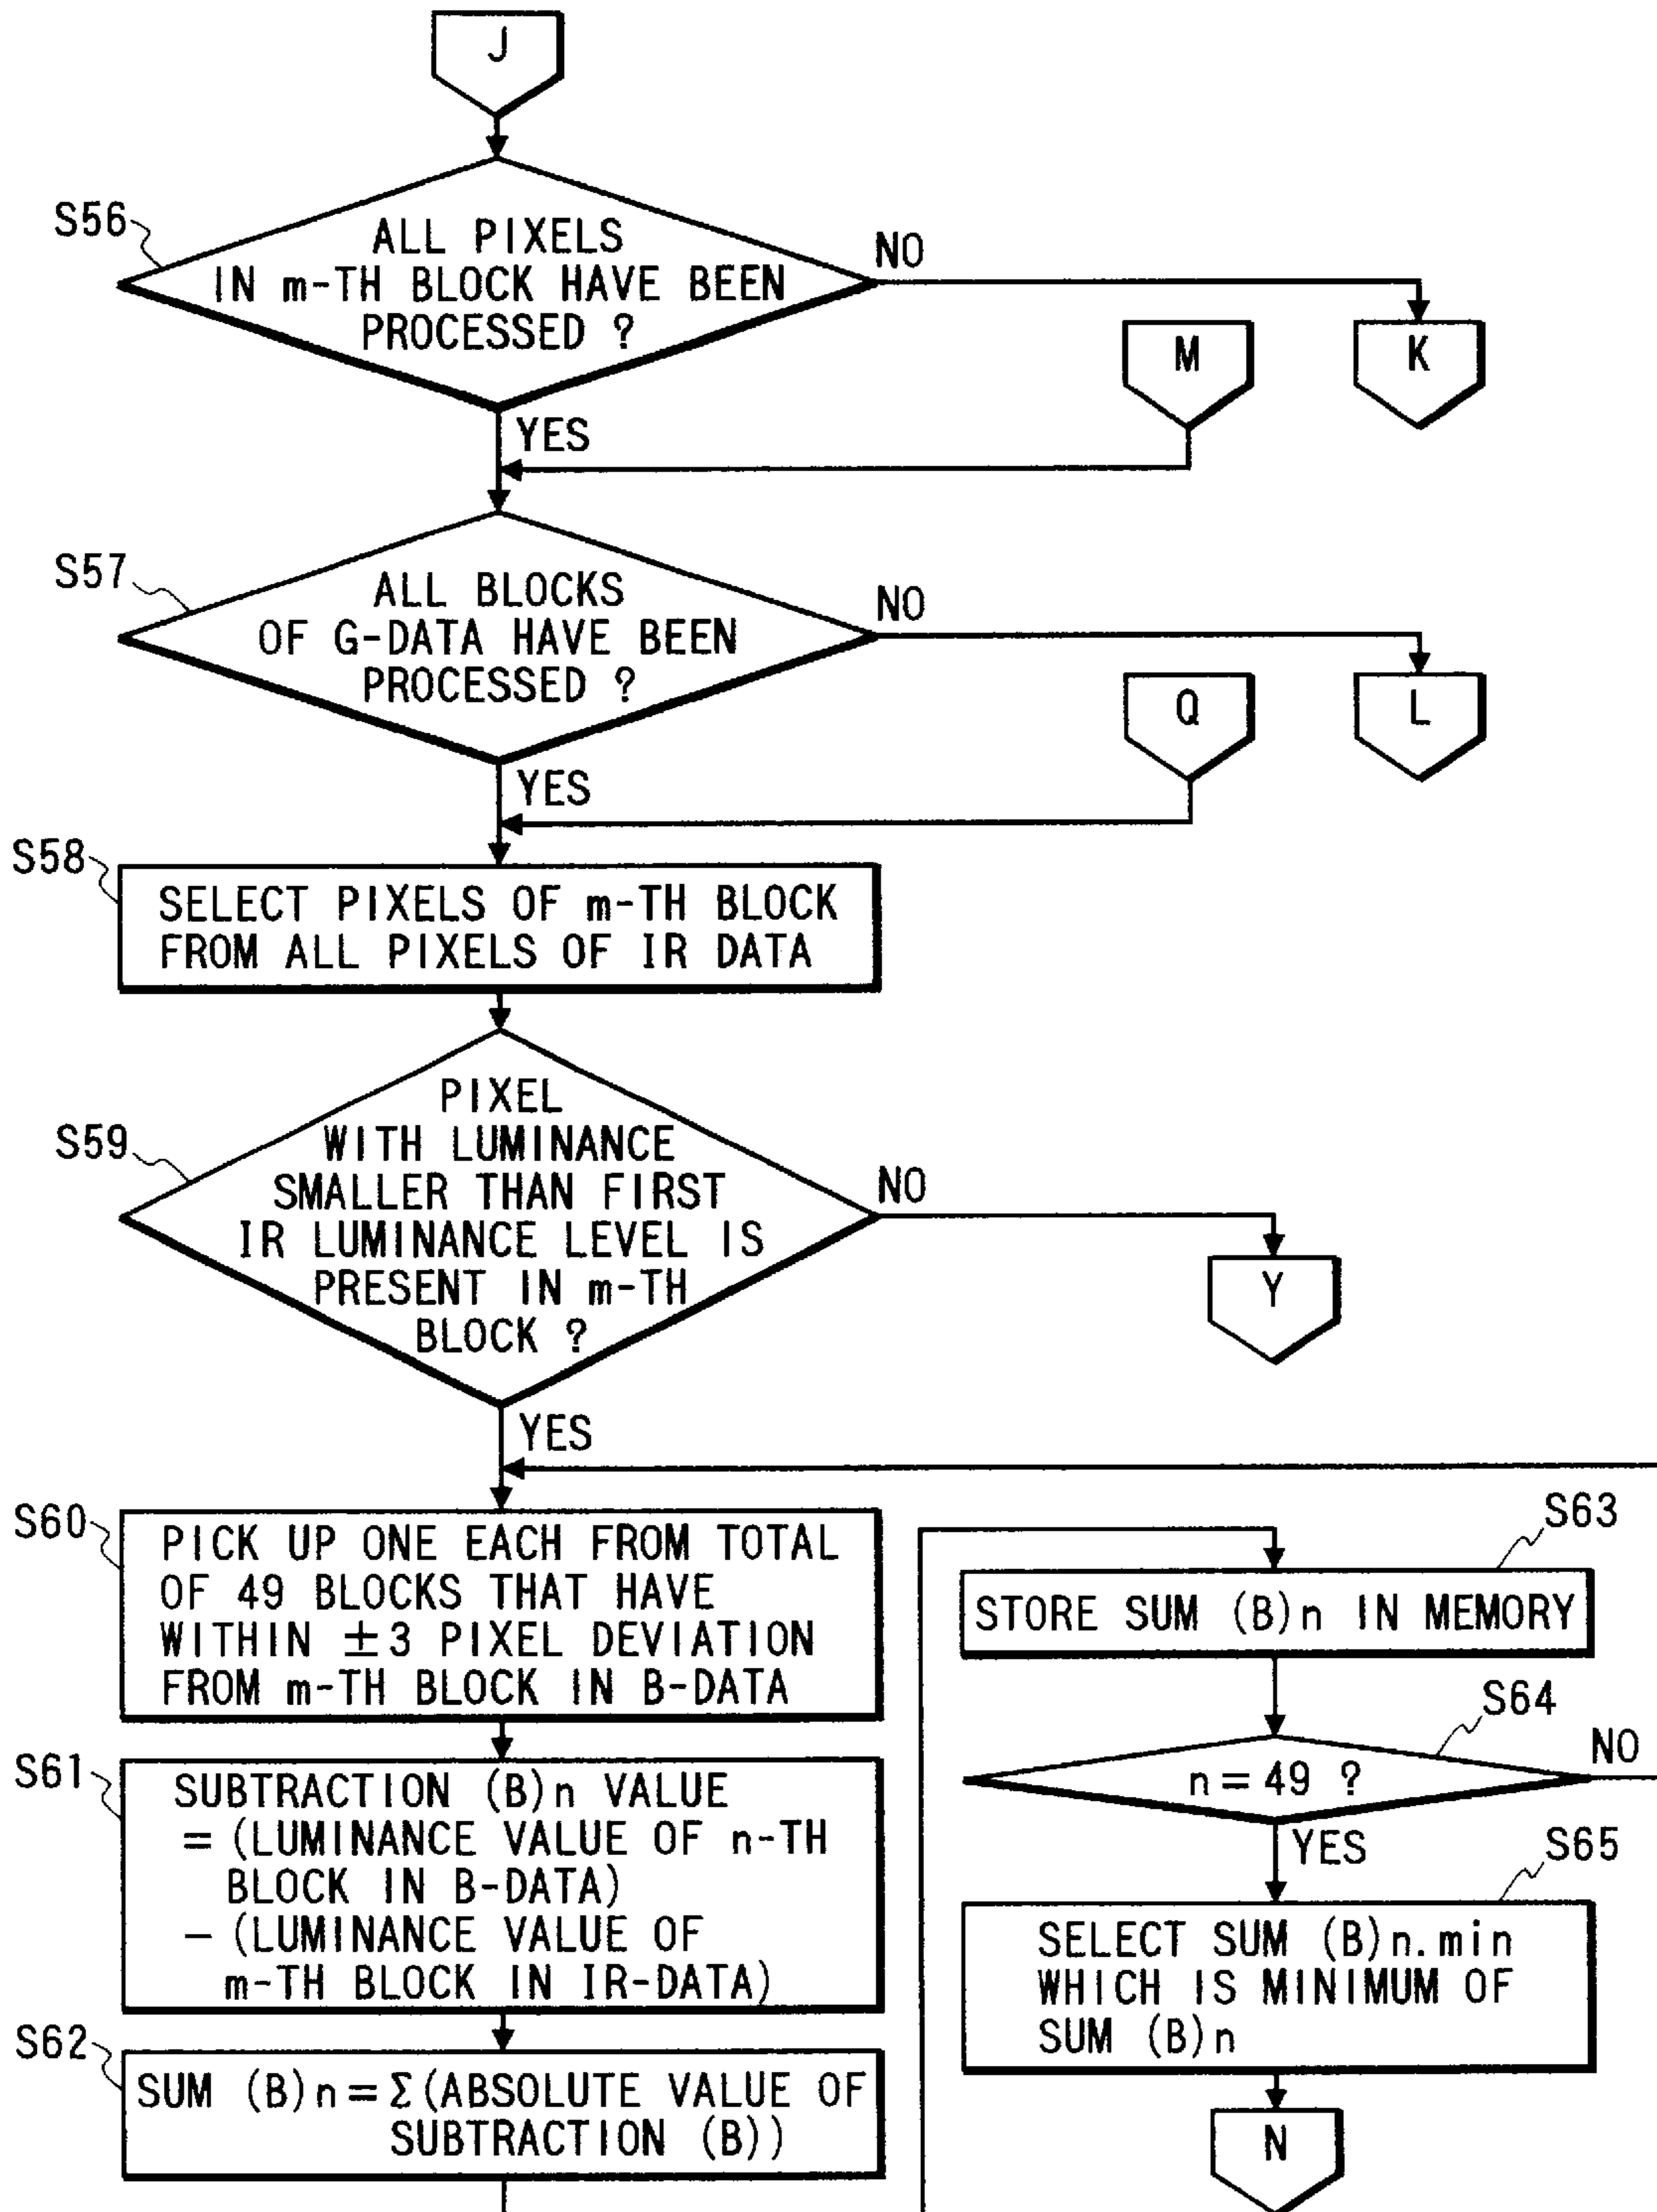 J
S56
ALL PIXELS
IN m-TH BLOCK HAVE BEEN
PROCESSED ?
NO
M
K
YES
S57
ALL BLOCKS
OF G-DATA HAVE BEEN
PROCESSED ?
NO
Q
L
YES
S58
SELECT PIXELS OF m-TH BLOCK
FROM ALL PIXELS OF IR DATA
S59
PIXEL
WITH LUMINANCE
SMALLER THAN FIRST
IR LUMINANCE LEVEL IS
PRESENT IN m-TH
BLOCK ?
NO
Y
YES
S60
PICK UP ONE EACH FROM TOTAL
OF 49 BLOCKS THAT HAVE
WITHIN ±3 PIXEL DEVIATION
FROM m-TH BLOCK IN B-DATA
S61
SUBTRACTION (B)n VALUE
= (LUMINANCE VALUE OF n-TH
BLOCK IN B-DATA)
- (LUMINANCE VALUE OF
m-TH BLOCK IN IR-DATA)
S62
SUM (B)n=Σ(ABSOLUTE VALUE OF
SUBTRACTION (B))
S63
STORE SUM (B)n IN MEMORY
S64
n=49 ?
NO
YES
S65
SELECT SUM (B)n.min
WHICH IS MINIMUM OF
SUM (B)n
N